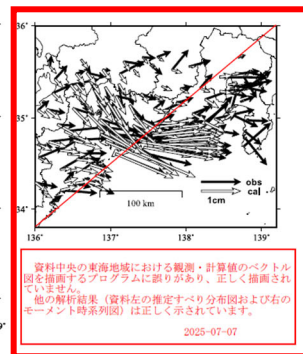 36°
35°
34°
136°
137°
138°
139°
obs
cal
1cm
100 km
9°
資料中央の東海地域における観測・計算値のベクトル
図を描画するプログラムに誤りがあり、正しく描画され
ていません。
他の解析結果（資料左の推定すべり分布図および右の
モーメント時系列図）は正しく示されています。
2025-07-07